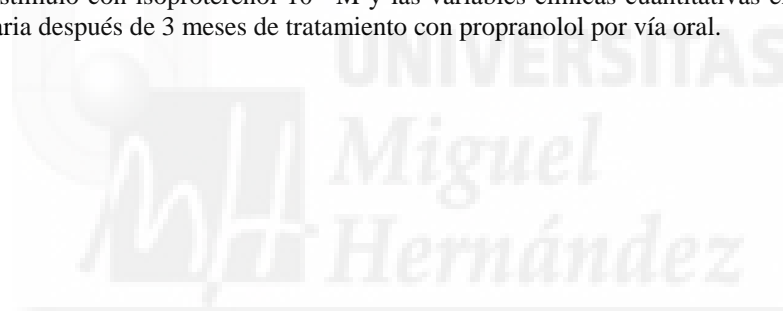 stímulo con isoproterenol 10 M y las variables clínicas cuantitativas e
aria después de 3 meses de tratamiento con propranolol por vía oral.
UNIVERSITAS
Miguel
Hernández